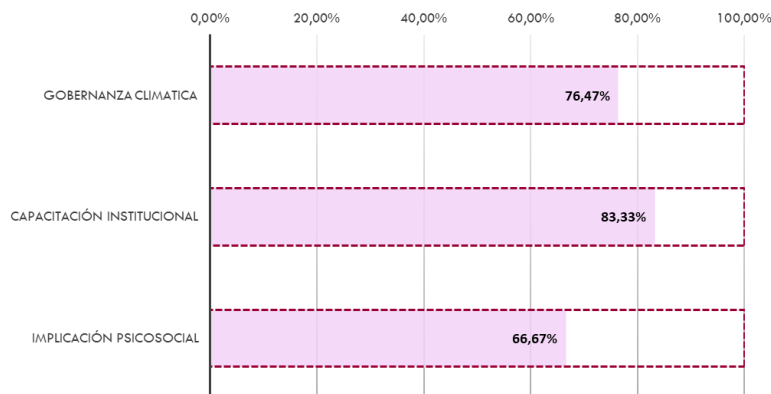 0,00% 20,00% 40,00% 60,00% 80,00% 100,00%
GOBERNANZA CLIMATICA 76,47%
CAPACITACIÓN INSTITUCIONAL 83,33%
IMPLICACIÓN PSICOSOCIAL 66,67%